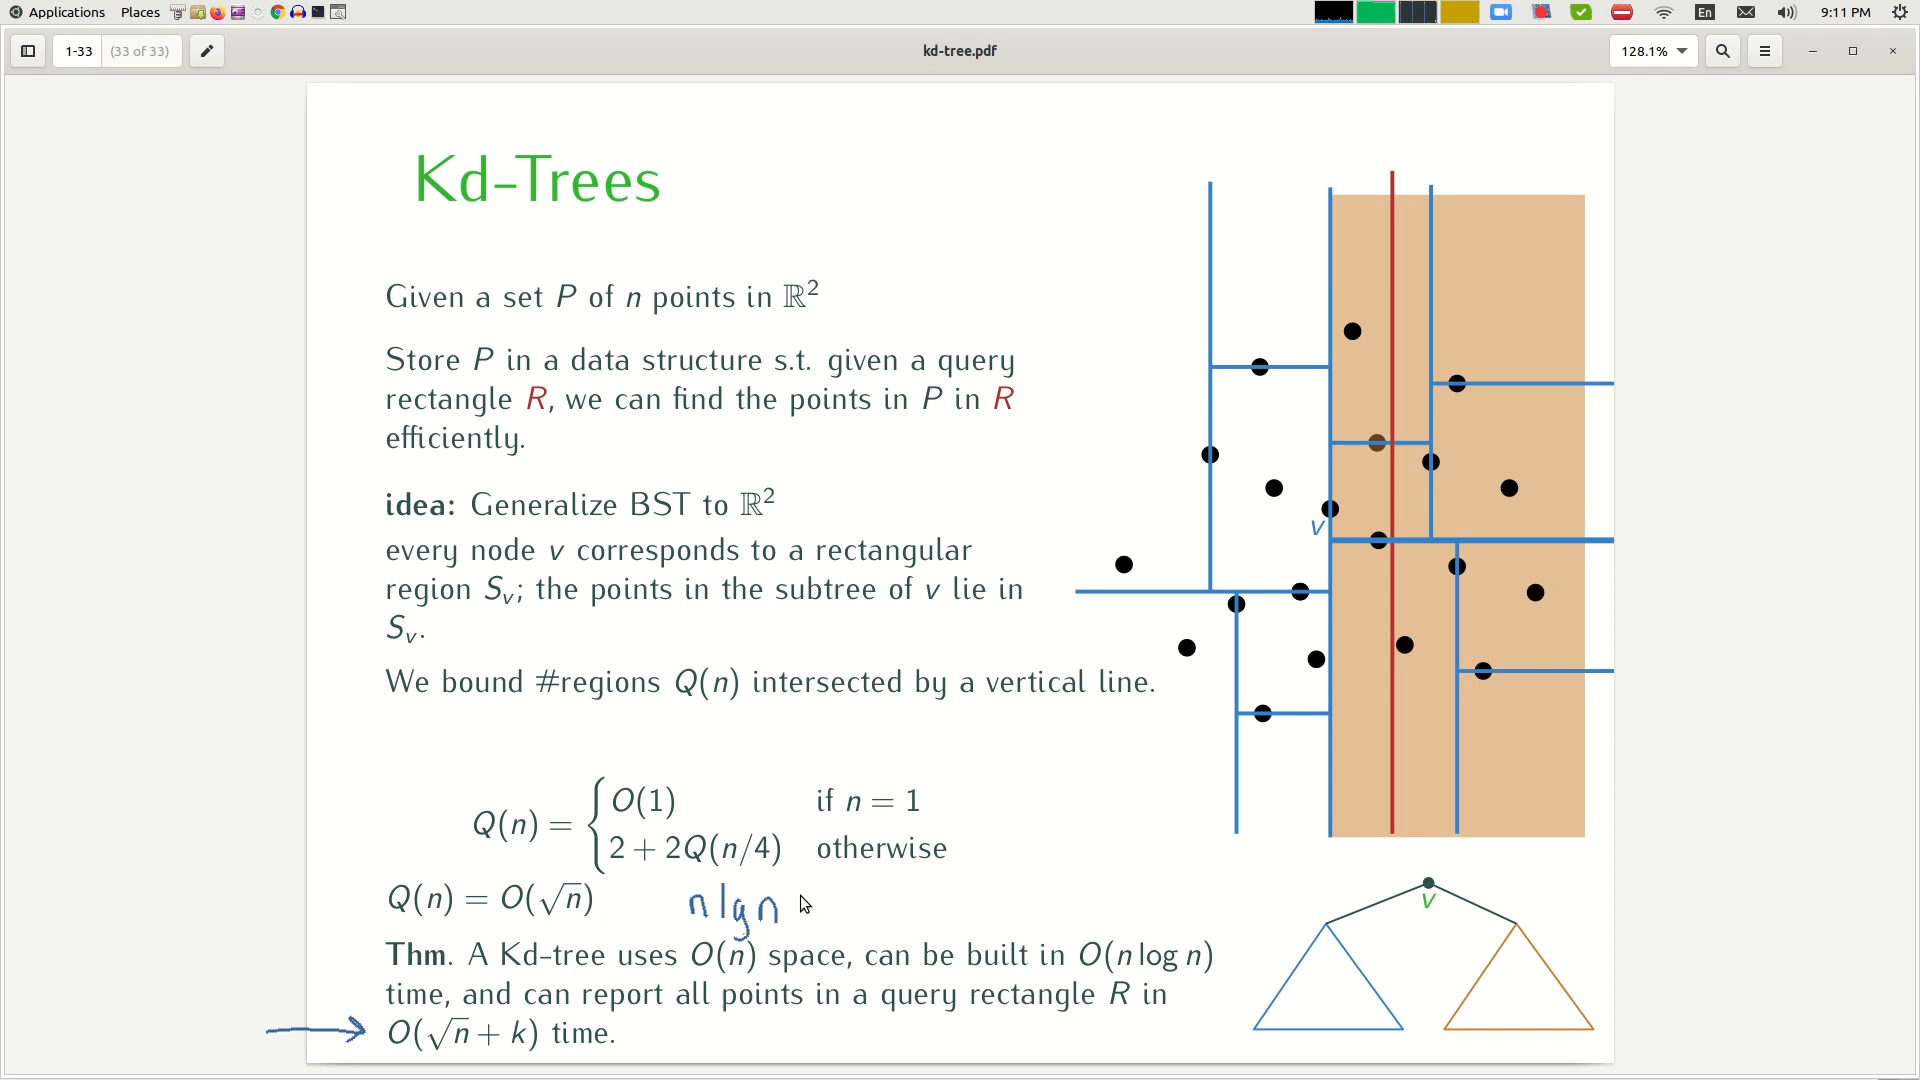 Applications Places En 9:11 PM
1-33 (33 of 33) kd-tree.pdf 128.1%
Kd-Trees
Given a set P of n points in ℝ²
Store P in a data structure s.t. given a query
rectangle R, we can find the points in P in R
efficiently.
idea: Generalize BST to ℝ²
every node v corresponds to a rectangular
region Sᵥ; the points in the subtree of v lie in
Sᵥ.
We bound #regions Q(n) intersected by a vertical line.
Q(n) = { O(1) if n = 1
2 + 2Q(n/4) otherwise
Q(n) = O(√n) n lg n
Thm. A Kd-tree uses O(n) space, can be built in O(n log n)
time, and can report all points in a query rectangle R in
O(√n + k) time.
v
v